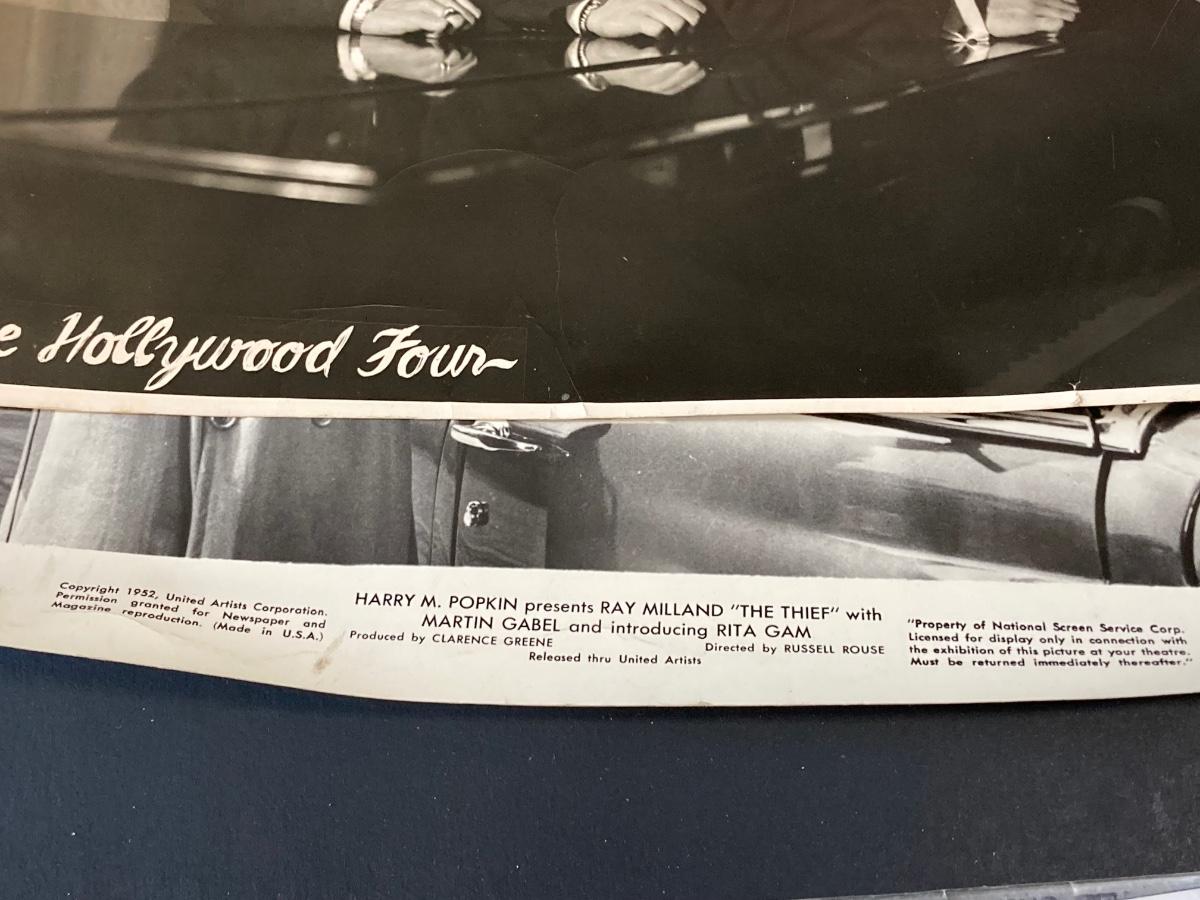 e Hollywood Four
Copyright 1952, United Artists Corporation.
Permission granted for Newspaper and
Magazine reproduction. (Made in U.S.A.)
HARRY M. POPKIN presents RAY MILLAND "THE THIEF" with
MARTIN GABEL and introducing RITA GAM
Produced by CLARENCE GREENE
Directed by RUSSELL ROUSE
Released thru United Artists
"Property of National Screen Service Corp.
Licensed for display only in connection with
the exhibition of this picture at your theatre.
Must be returned immediately thereafter."